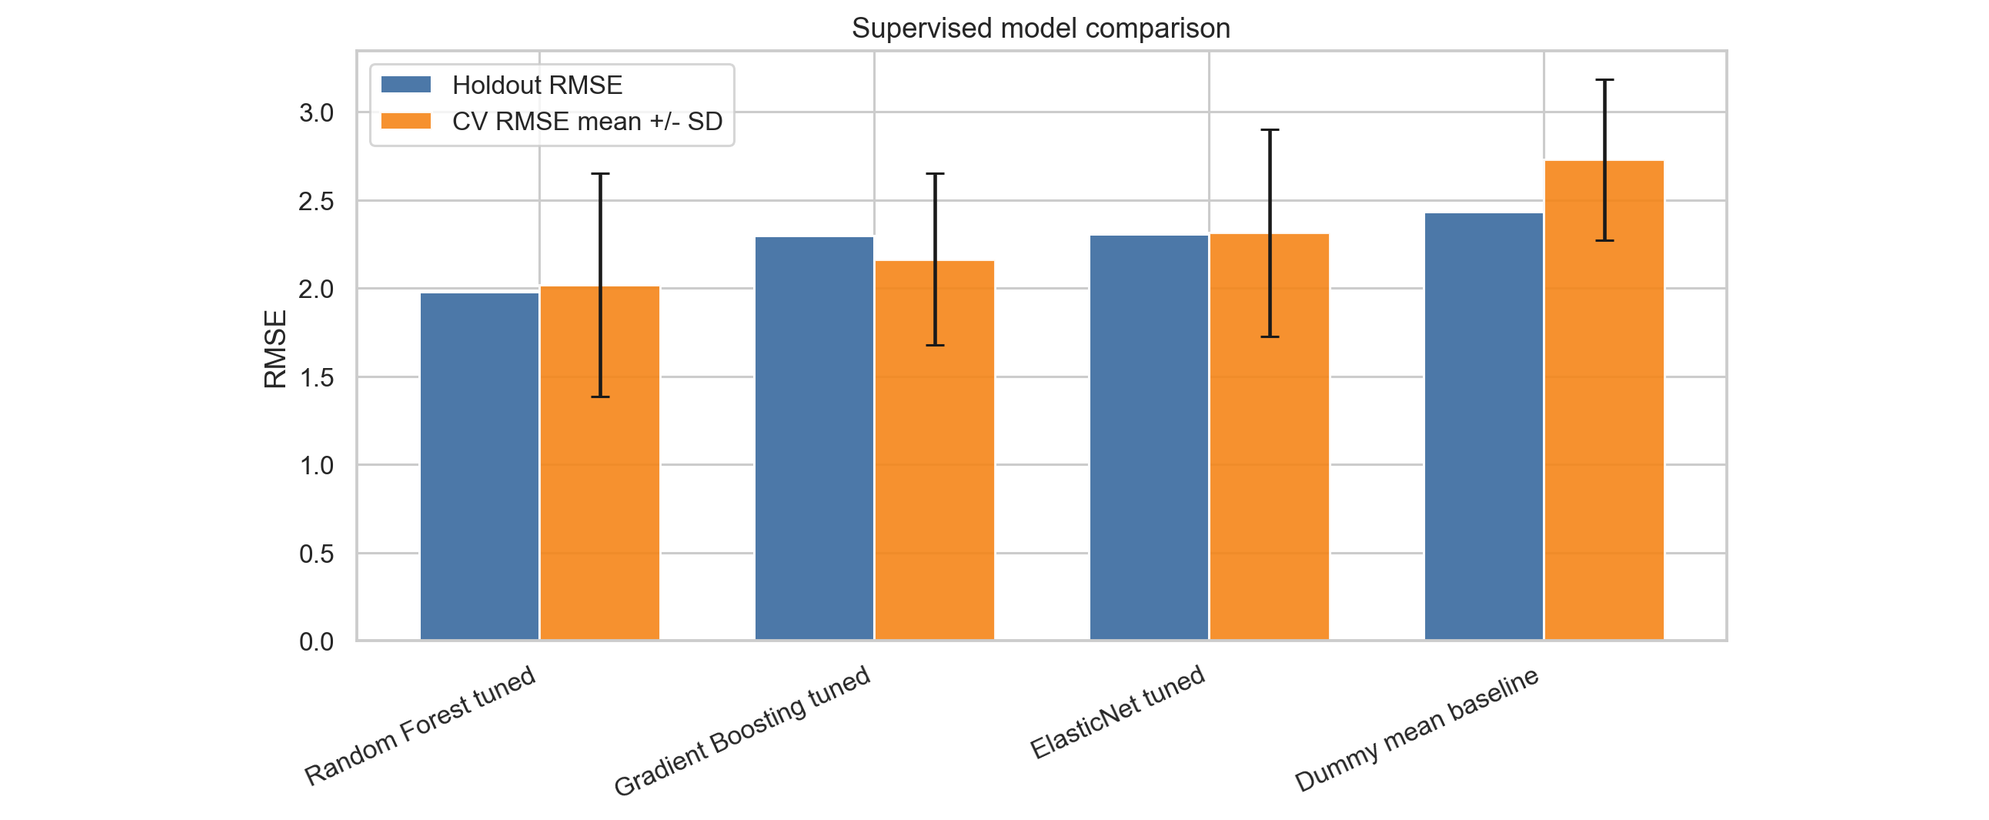 Supervised model comparison
Holdout RMSE
CV RMSE mean +/- SD
RMSE
3.0
2.5
2.0
1.5
1.0
0.5
0.0
Random Forest tuned
Gradient Boosting tuned
ElasticNet tuned
Dummy mean baseline